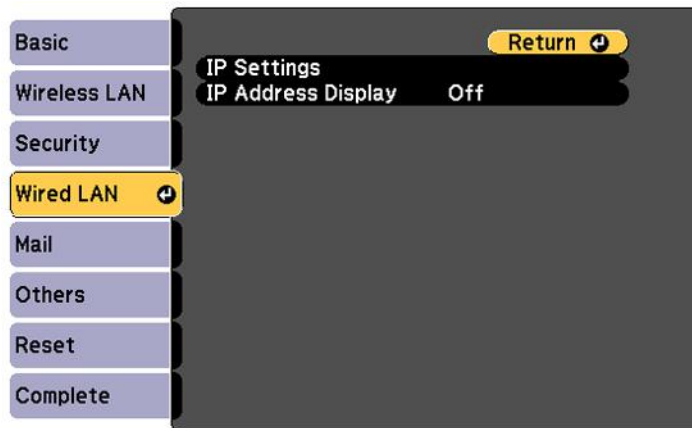 Basic
Wireless LAN
Security
Wired LAN
Mail
Others
Reset
Complete
Return
IP Settings
IP Address Display Off